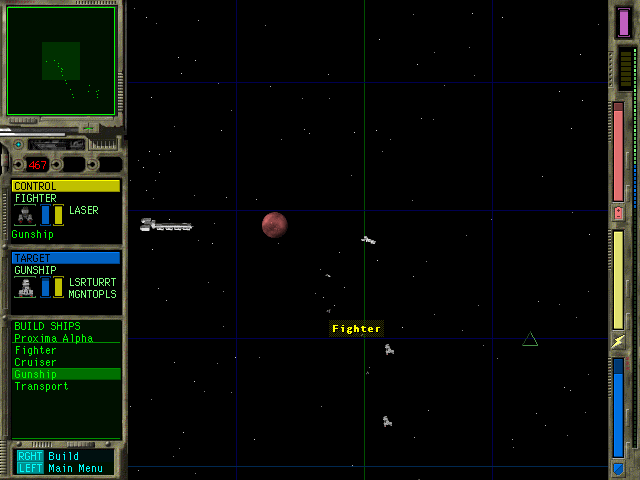 467
CONTROL
FIGHTER
LASER
Gunship
TARGET
GUNSHIP
LSRTURRT
MGNTOPLS
BUILD SHIPS
Proxima Alpha
Fighter
Cruiser
Gunship
Transport
RGHT Build
LEFT Main Menu
Fighter